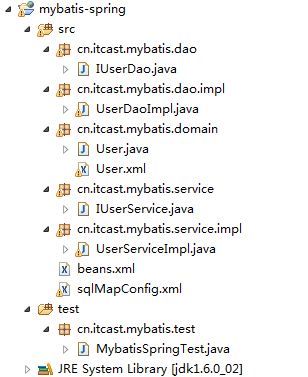 mybatis-spring
src
cn.itcast.mybatis.dao
IUserDao.java
cn.itcast.mybatis.dao.impl
UserDaoImpl.java
cn.itcast.mybatis.domain
User.java
User.xml
cn.itcast.mybatis.service
IUserService.java
cn.itcast.mybatis.service.impl
UserServiceImpl.java
beans.xml
sqlMapConfig.xml
test
cn.itcast.mybatis.test
MybatisSpringTest.java
JRE System Library [jdk1.6.0_02]